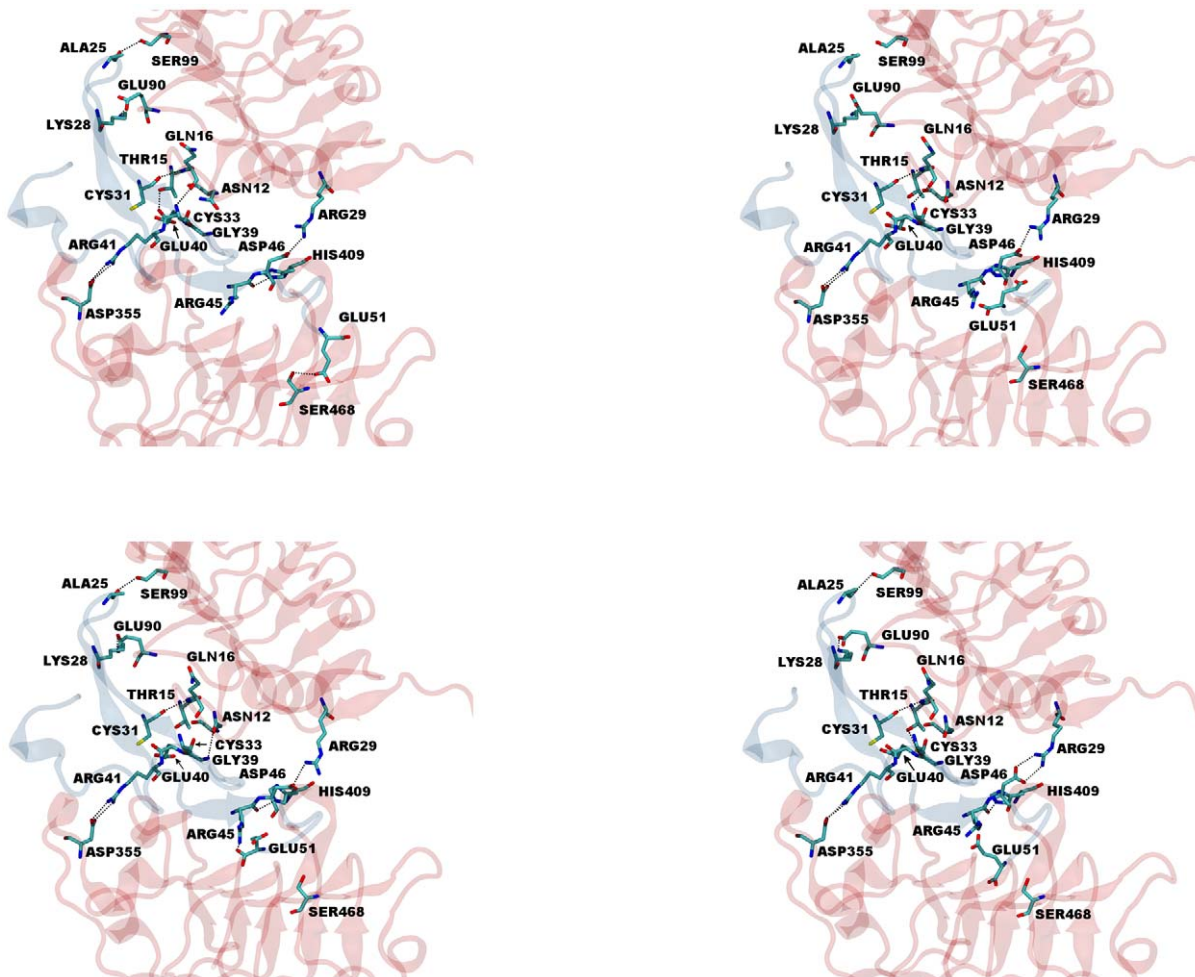 ALA25
SER99
GLU90
LYS28
GLN16
THR15
CYS31
ASN12
CYS33
ARG29
GLY39
ARG41
GLU40
ASP46
HIS409
ARG45
ASP355
GLU51
SER468
ALA25
SER99
GLU90
LYS28
GLN16
THR15
CYS31
ASN12
CYS33
ARG29
GLY39
ARG41
GLU40
ASP46
HIS409
ARG45
ASP355
GLU51
SER468
ALA25
SER99
GLU90
LYS28
GLN16
THR15
CYS31
ASN12
CYS33
ARG29
GLY39
ARG41
GLU40
ASP46
HIS409
ARG45
ASP355
GLU51
SER468
ALA25
SER99
GLU90
LYS28
GLN16
THR15
CYS31
ASN12
CYS33
ARG29
GLY39
ARG41
GLU40
ASP46
HIS409
ARG45
ASP355
GLU51
SER468